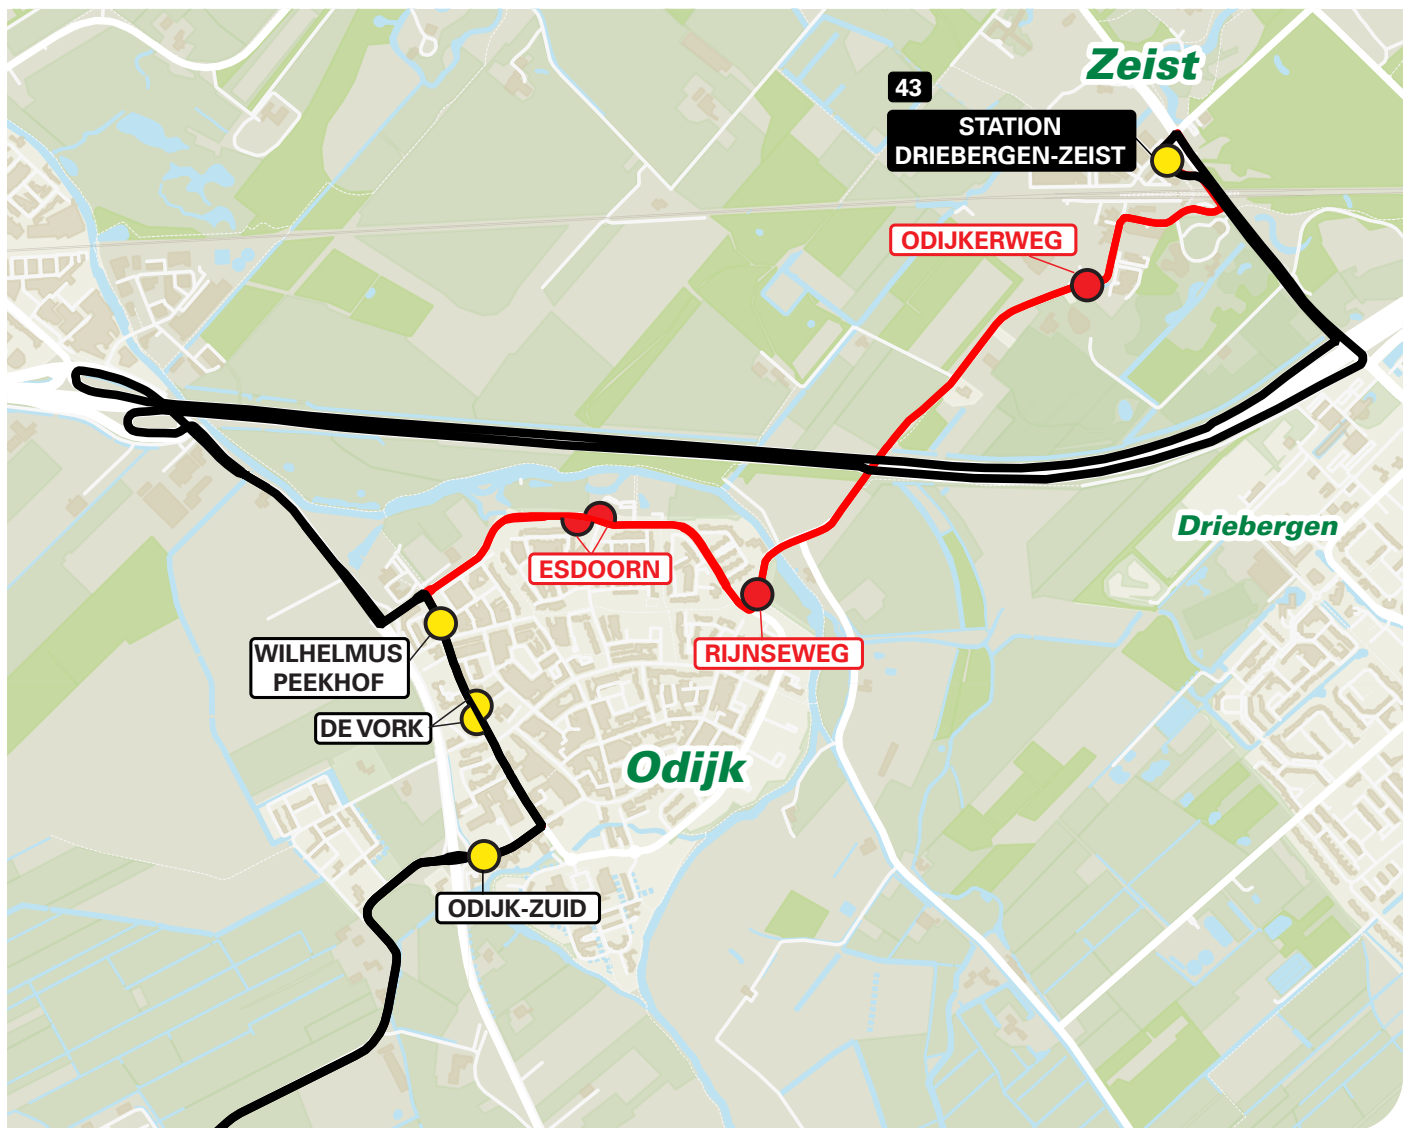 Zeist
43
STATION
DRIEBERGEN-ZEIST
ODIJKERWEG
Driebergen
ESDOORN
RIJNSEWEG
WILHELMUS
PEEKHOF
DE VORK
Odijk
ODIJK-ZUID